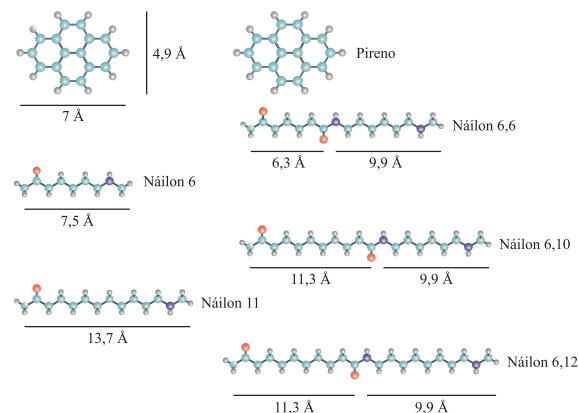 4,9 Å
7 Å
Pireno
Náilon 6,6
6,3 Å
9,9 Å
Náilon 6
7,5 Å
Náilon 6,10
11,3 Å
9,9 Å
Náilon 11
13,7 Å
Náilon 6,12
11,3 Å
9,9 Å